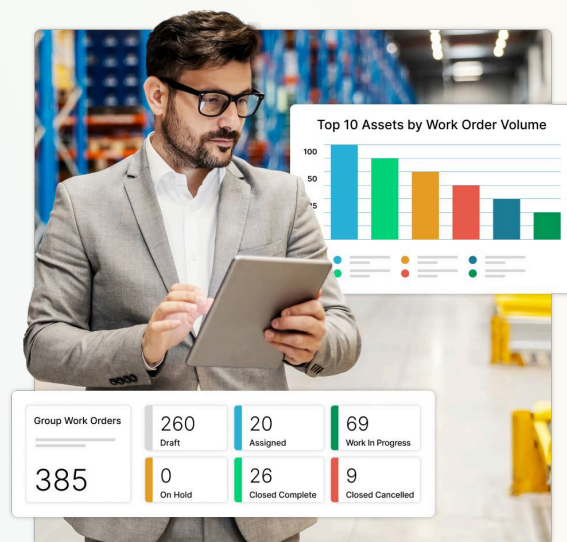 Top 10 Assets by Work Order Volume
100
50
Group Work Orders
385
260
Draft
20
Assigned
69
Work In Progress
0
On Hold
26
Closed Complete
9
Closed Cancelled